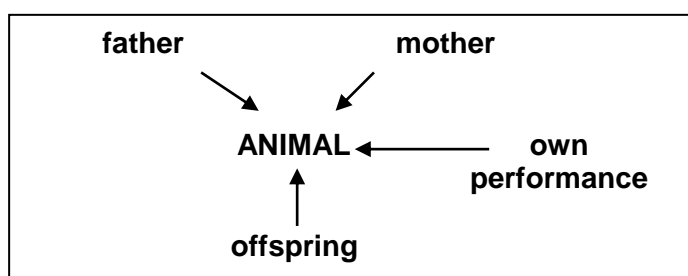 father mother
ANIMAL own
performance
offspring